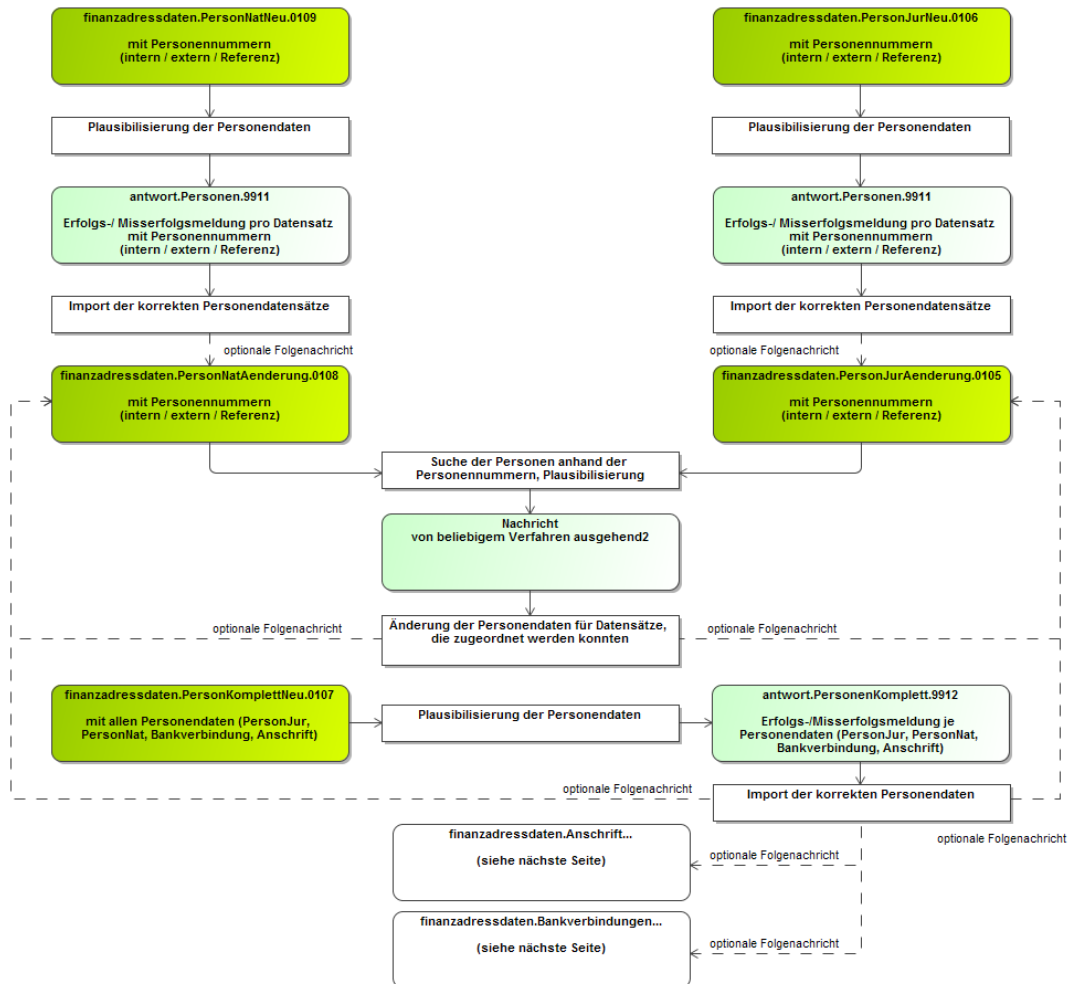 finanzadressdaten.PersonNatNeu.0109
mit Personennummern
(intern / extern / Referenz)
finanzadressdaten.PersonJurNeu.0106
mit Personennummern
(intern / extern / Referenz)
Plausibilisierung der Personendaten
Plausibilisierung der Personendaten
antwort.Personen.9911
Erfolgs-/ Misserfolgsmeldung pro Datensatz
mit Personennummern
(intern / extern / Referenz)
antwort.Personen.9911
Erfolgs-/ Misserfolgsmeldung pro Datensatz
mit Personennummern
(intern / extern / Referenz)
Import der korrekten Personendatensätze
Import der korrekten Personendatensätze
optionale Folgenachricht
optionale Folgenachricht
finanzadressdaten.PersonNatAenderung.0108
mit Personennummern
(intern / extern / Referenz)
finanzadressdaten.PersonJurAenderung.0105
mit Personennummern
(intern / extern / Referenz)
Suche der Personen anhand der
Personennummern, Plausibilisierung
Nachricht
von beliebigem Verfahren ausgehend2
optionale Folgenachricht
Änderung der Personendaten für Datensätze,
die zugeordnet werden konnten
optionale Folgenachricht
finanzadressdaten.PersonKomplettNeu.0107
mit allen Personendaten (PersonJur,
PersonNat, Bankverbindung, Anschrift)
Plausibilisierung der Personendaten
antwort.PersonenKomplett.9912
Erfolgs-/Misserfolgsmeldung je
Personendaten (PersonJur, PersonNat,
Bankverbindung, Anschrift)
optionale Folgenachricht
Import der korrekten Personendaten
optionale Folgenachricht
finanzadressdaten.Anschrift...
(siehe nächste Seite)
optionale Folgenachricht
finanzadressdaten.Bankverbindungen...
(siehe nächste Seite)
optionale Folgenachricht